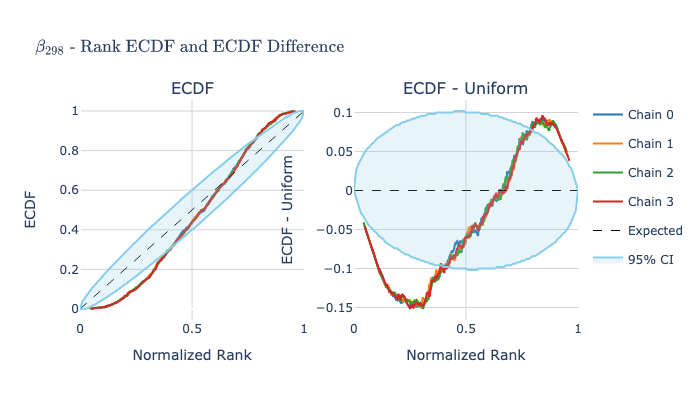 β298 - Rank ECDF and ECDF Difference
ECDF
ECDF - Uniform
1
0.8
0.6
0.4
0.2
0
0
0.5
1
ECDF
Normalized Rank
0.1
0.05
0
−0.05
−0.1
−0.15
0
0.5
1
ECDF - Uniform
Normalized Rank
Chain 0
Chain 1
Chain 2
Chain 3
Expected
95% CI